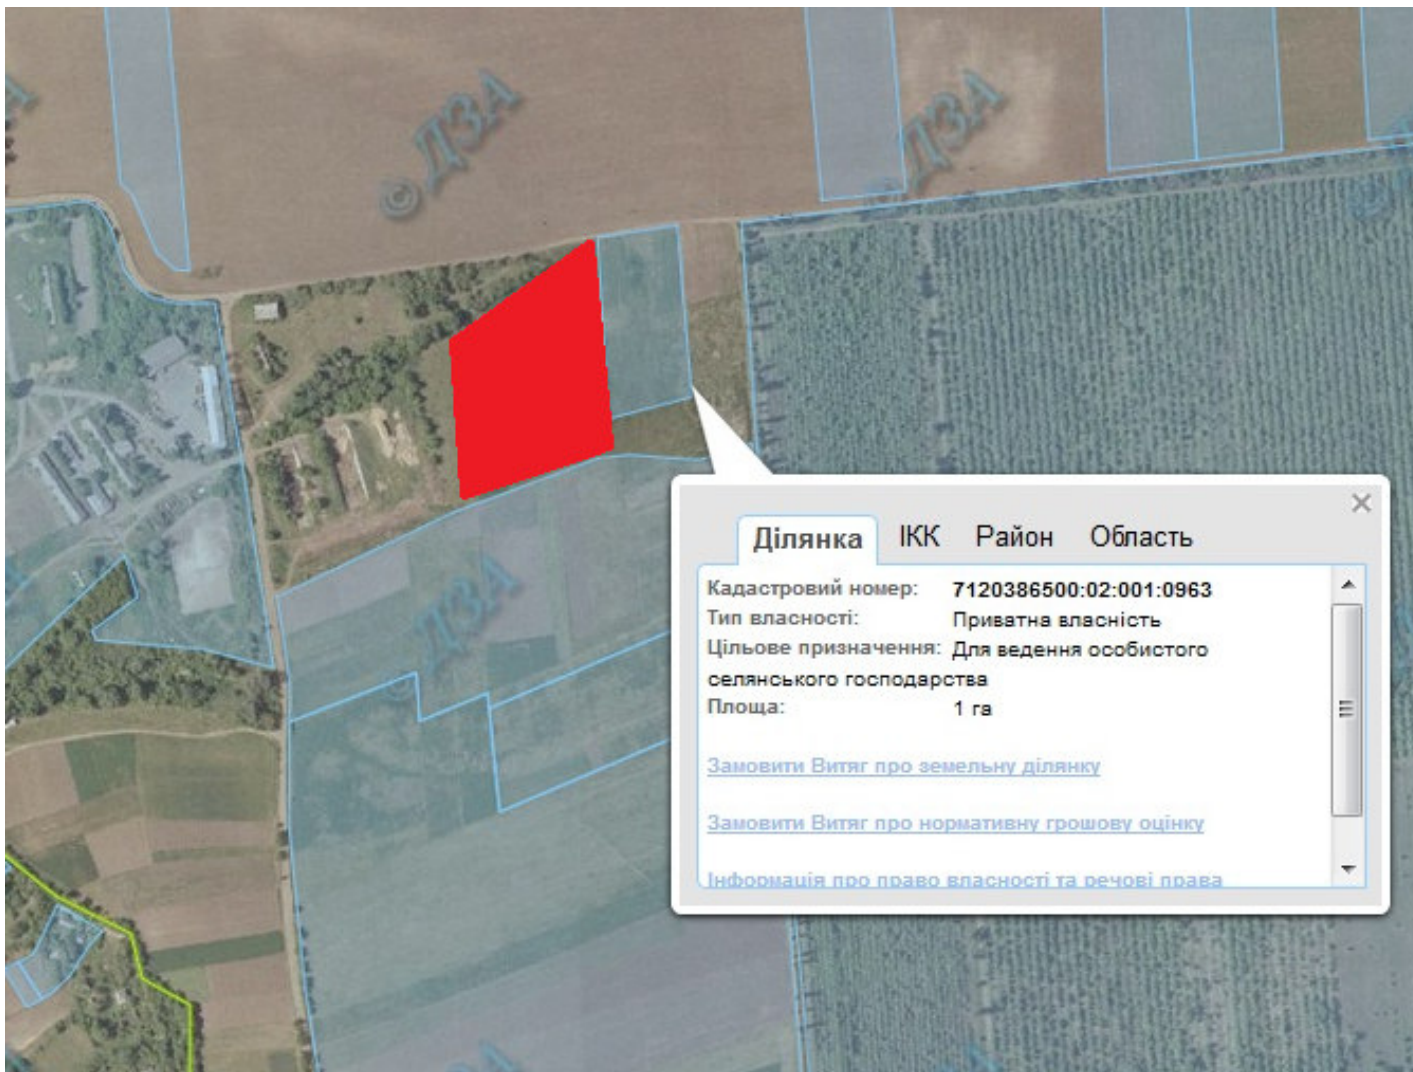 © ДЗА
ДЗА
Ділянка ІКК Район Область
Кадастровий номер: 7120386500:02:001:0963
Тип власності: Приватна власність
Цільове призначення: Для ведення особистого
селянського господарства
Площа: 1 га
Замовити Витяг про земельну ділянку
Замовити Витяг про нормативну грошову оцінку
Інформація про право власності та речові права
ДЗА